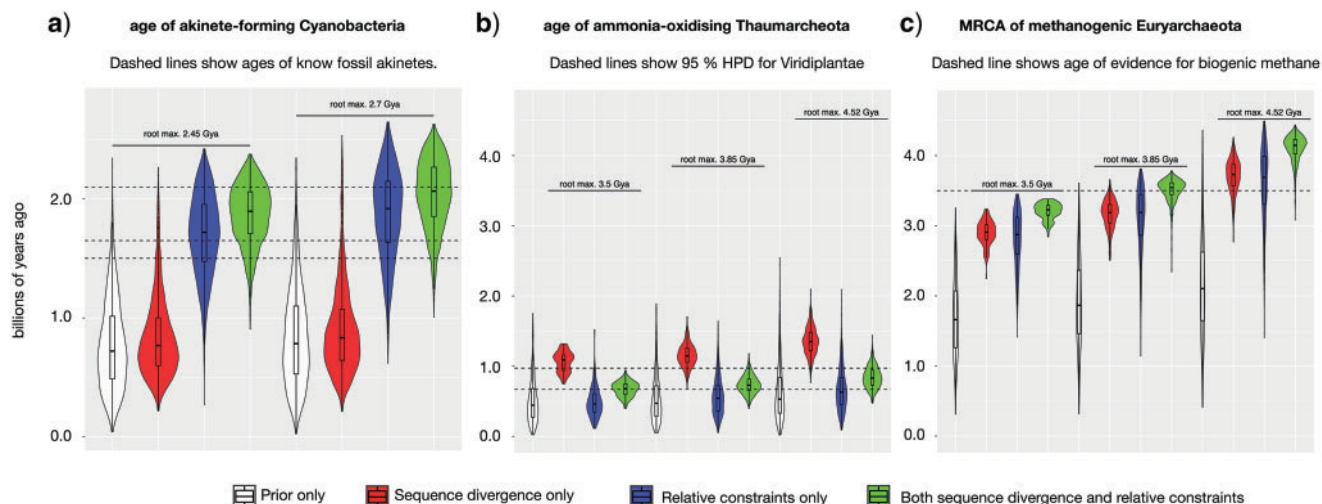 a)
age of akinete-forming Cyanobacteria
Dashed lines show ages of know fossil akinetes.
root max. 2.7 Gya
root max. 2.45 Gya
2.0
1.0
0.0
billions of years ago
b)
age of ammonia-oxidising Thaumarcheota
Dashed lines show 95 % HPD for Viridiplantae
root max. 4.52 Gya
root max. 3.85 Gya
root max. 3.5 Gya
4.0
3.0
2.0
1.0
0.0
c)
MRCA of methanogenic Euryarchaeota
Dashed line shows age of evidence for biogenic methane
root max. 4.52 Gya
root max. 3.85 Gya
root max. 3.5 Gya
4.0
3.0
2.0
1.0
0.0
Prior only
Sequence divergence only
Relative constraints only
Both sequence divergence and relative constraints